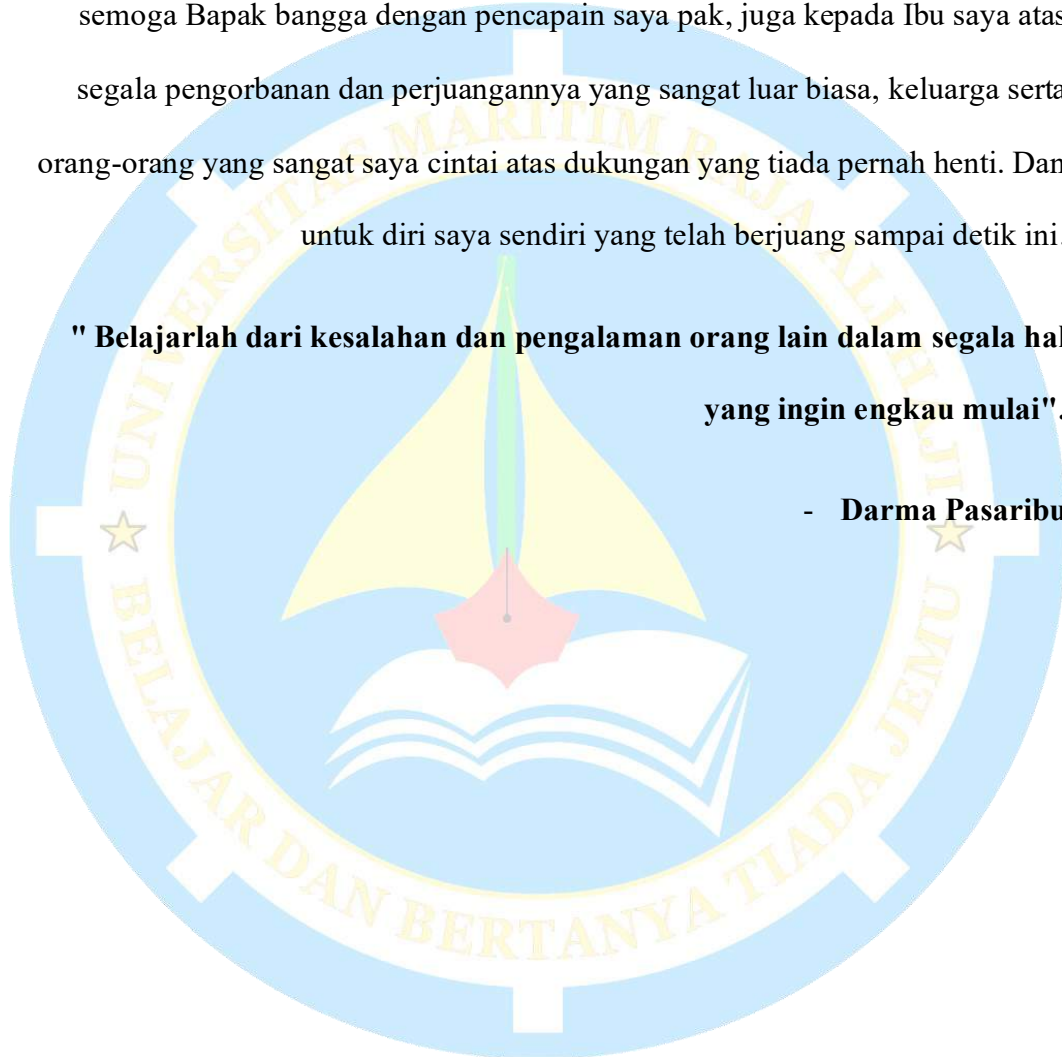 semoga Bapak bangga dengan pencapain saya pak, juga kepada Ibu saya atas
segala pengorbanan dan perjuangannya yang sangat luar biasa, keluarga serta
orang-orang yang sangat saya cintai atas dukungan yang tiada pernah henti. Dan
untuk diri saya sendiri yang telah berjuang sampai detik ini.
" Belajarlah dari kesalahan dan pengalaman orang lain dalam segala hal
yang ingin engkau mulai".
- Darma Pasaribu
UNIVERSITAS MARITIM RAJA ALI HAJI
BELAJAR DAN BERTANYA TIADA JEMU